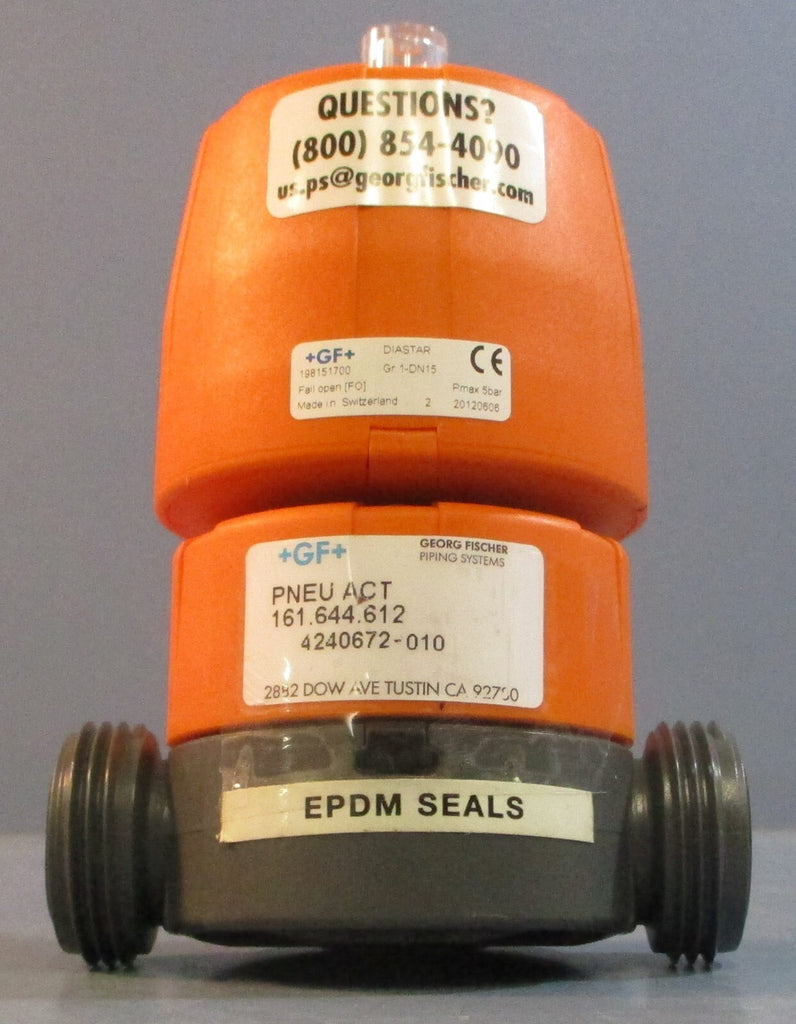 QUESTIONS?
(800) 854-4090
us.ps@georgfischer.com
+GF+ DIASTAR CE
198151700 Gr.1-DN15
Fail open [FO] Pmax 5bar
Made in Switzerland 2 20120606
+GF+ GEORG FISCHER
PIPING SYSTEMS
PNEU ACT
161.644.612
4240672-010
2882 DOW AVE TUSTIN CA 92780
EPDM SEALS